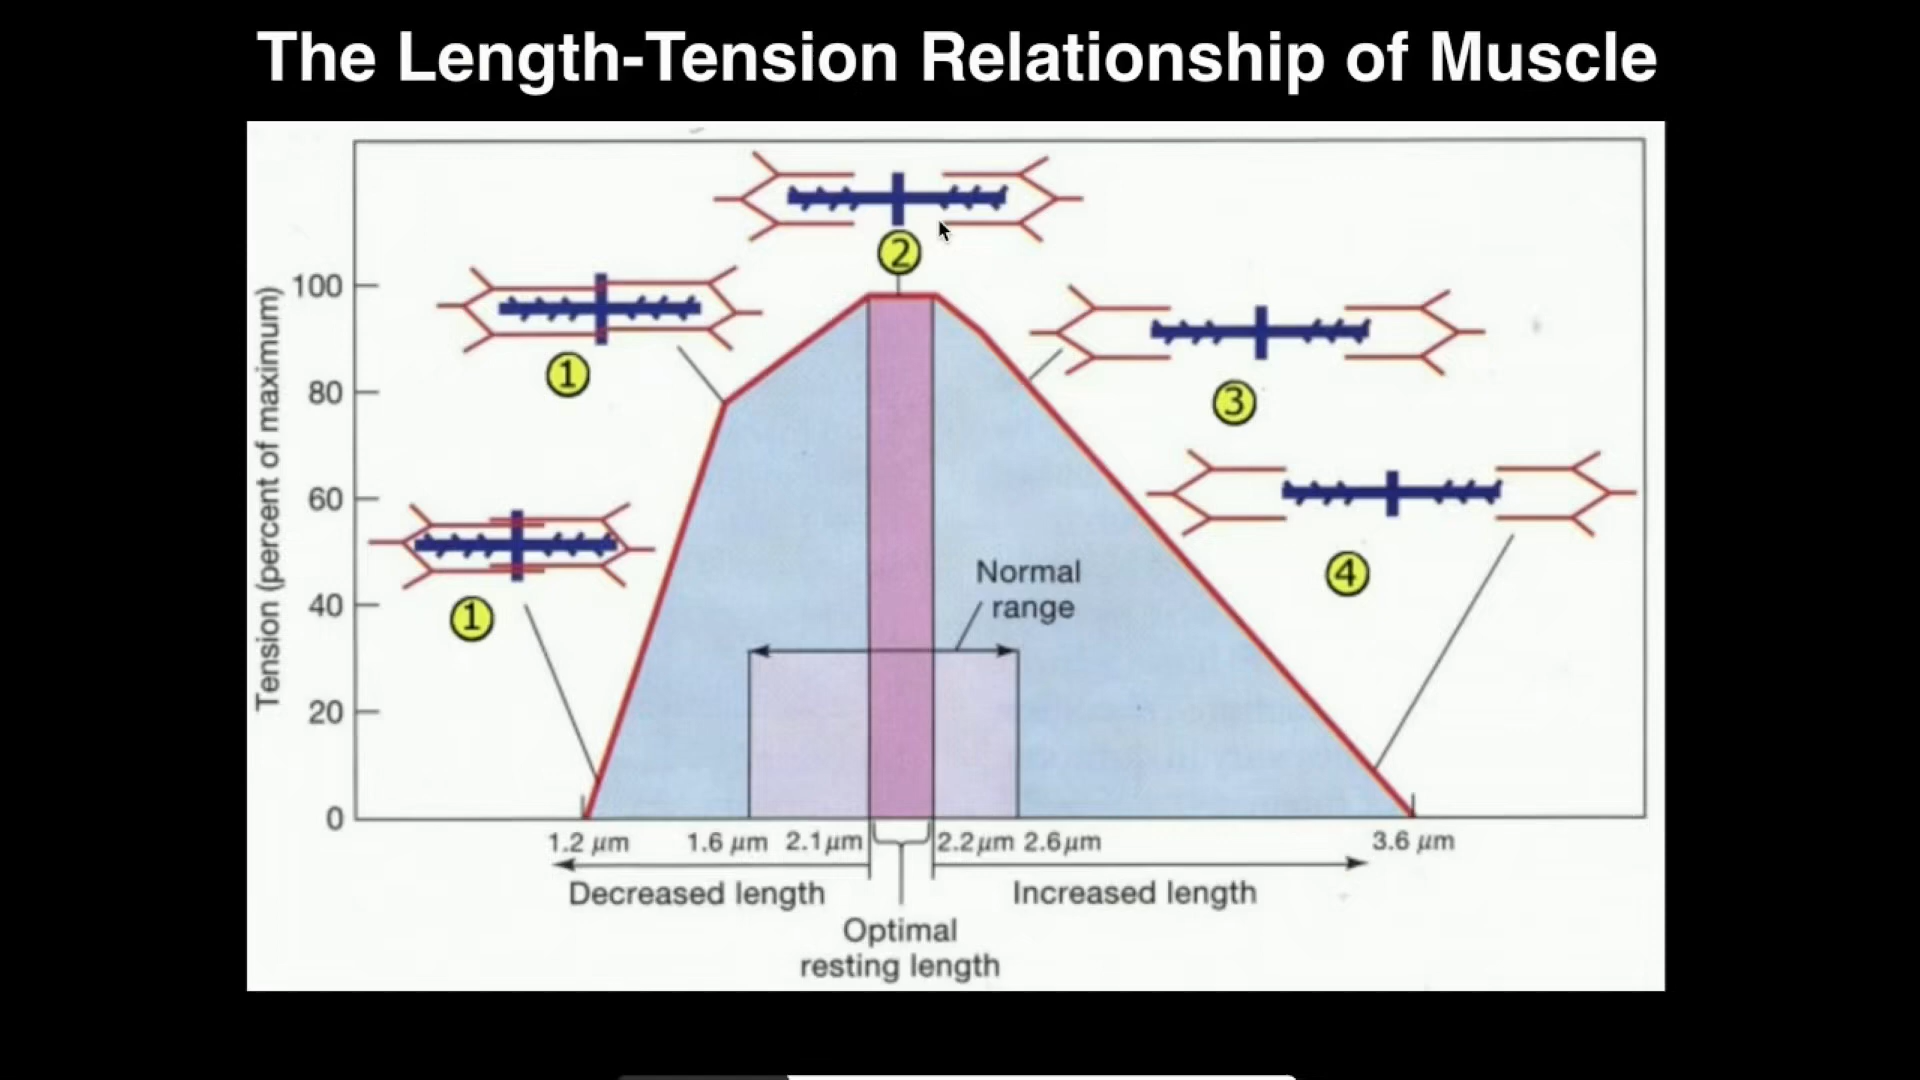 The Length-Tension Relationship of Muscle
Tension (percent of maximum)
100
80
60
40
20
0
2
1
3
1
4
Normal
range
1.2 μm
1.6 μm
2.1 μm
2.2 μm
2.6 μm
3.6 μm
Decreased length
Increased length
Optimal
resting length